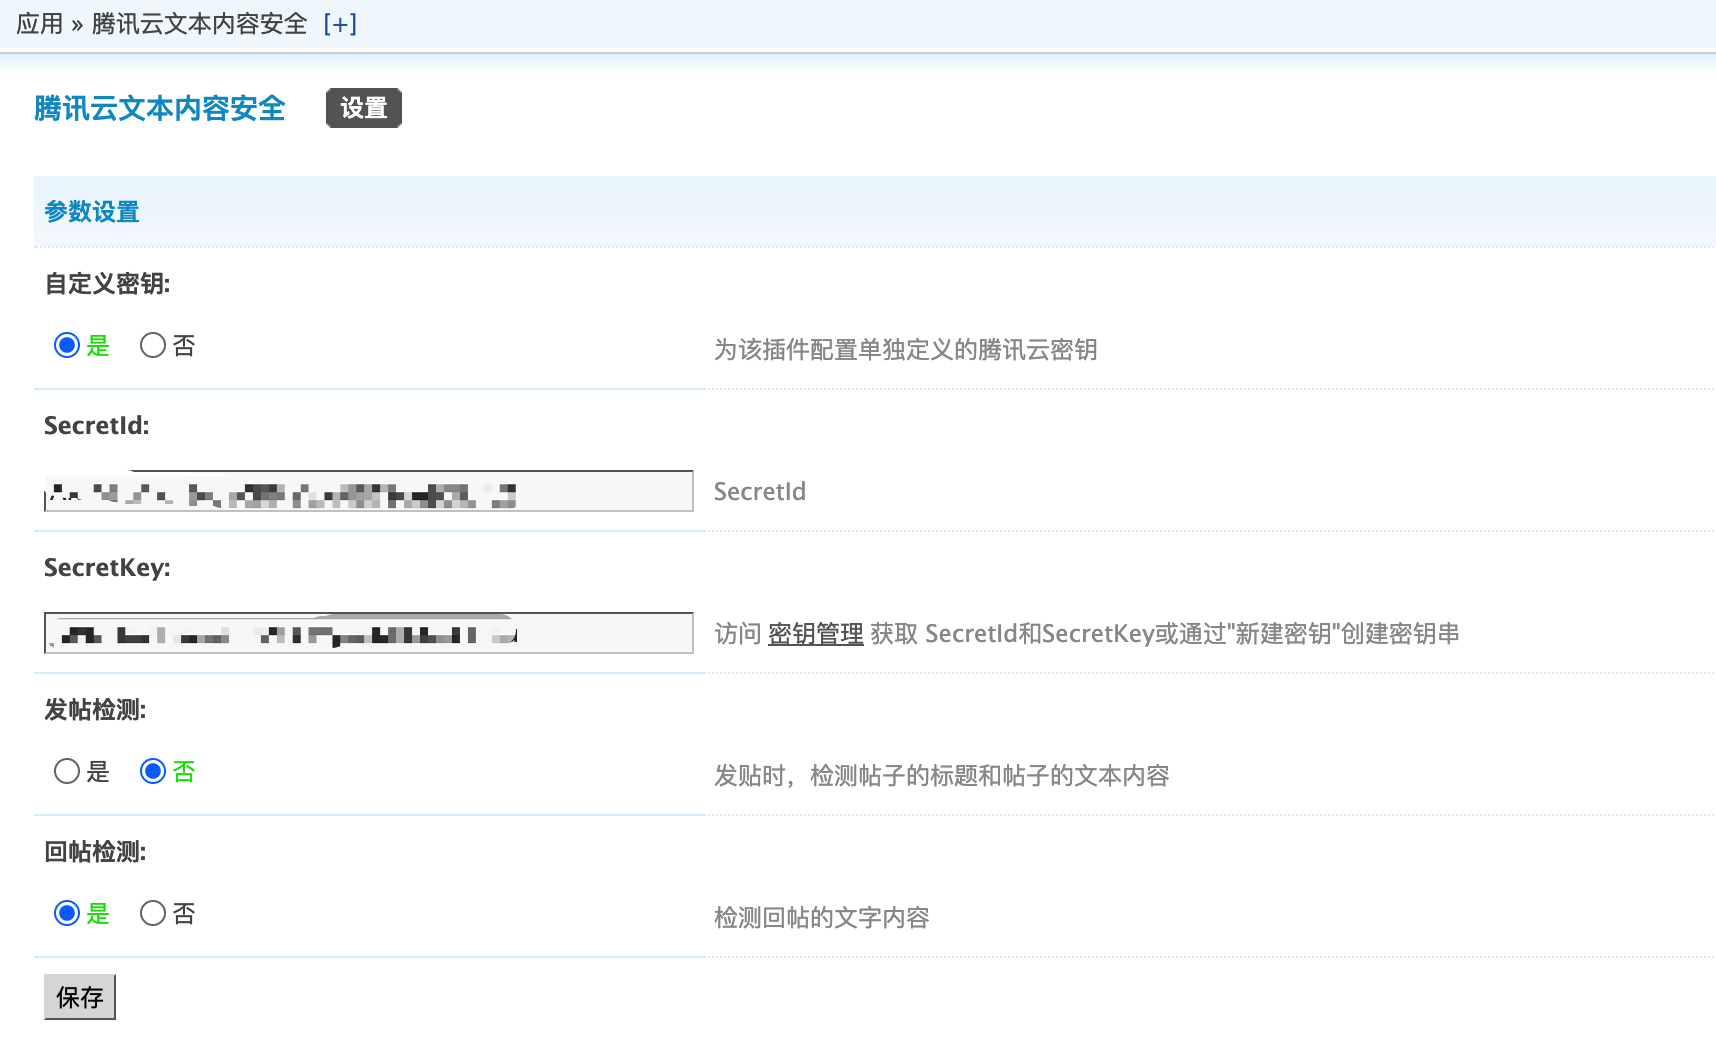 应用 » 腾讯云文本内容安全 [+]
腾讯云文本内容安全 设置
参数设置
自定义密钥:
是 否 为该插件配置单独定义的腾讯云密钥
SecretId:
SecretId
SecretKey:
访问 密钥管理 获取 SecretId和SecretKey或通过"新建密钥"创建密钥串
发帖检测:
是 否 发贴时，检测帖子的标题和帖子的文本内容
回帖检测:
是 否 检测回帖的文字内容
保存